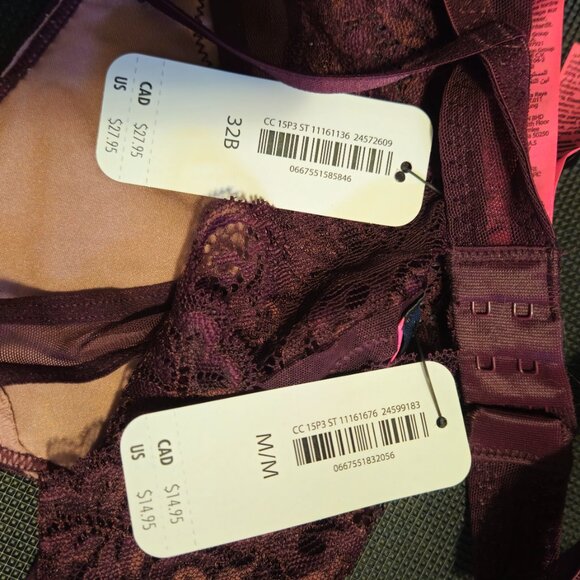 CC 15P3 ST 11161136 24572609
32B
0667551585846
CAD $27.95
US $27.95
CC 15P3 ST 11161676 24599183
M/M
0667551832056
CAD $14.95
US $14.95